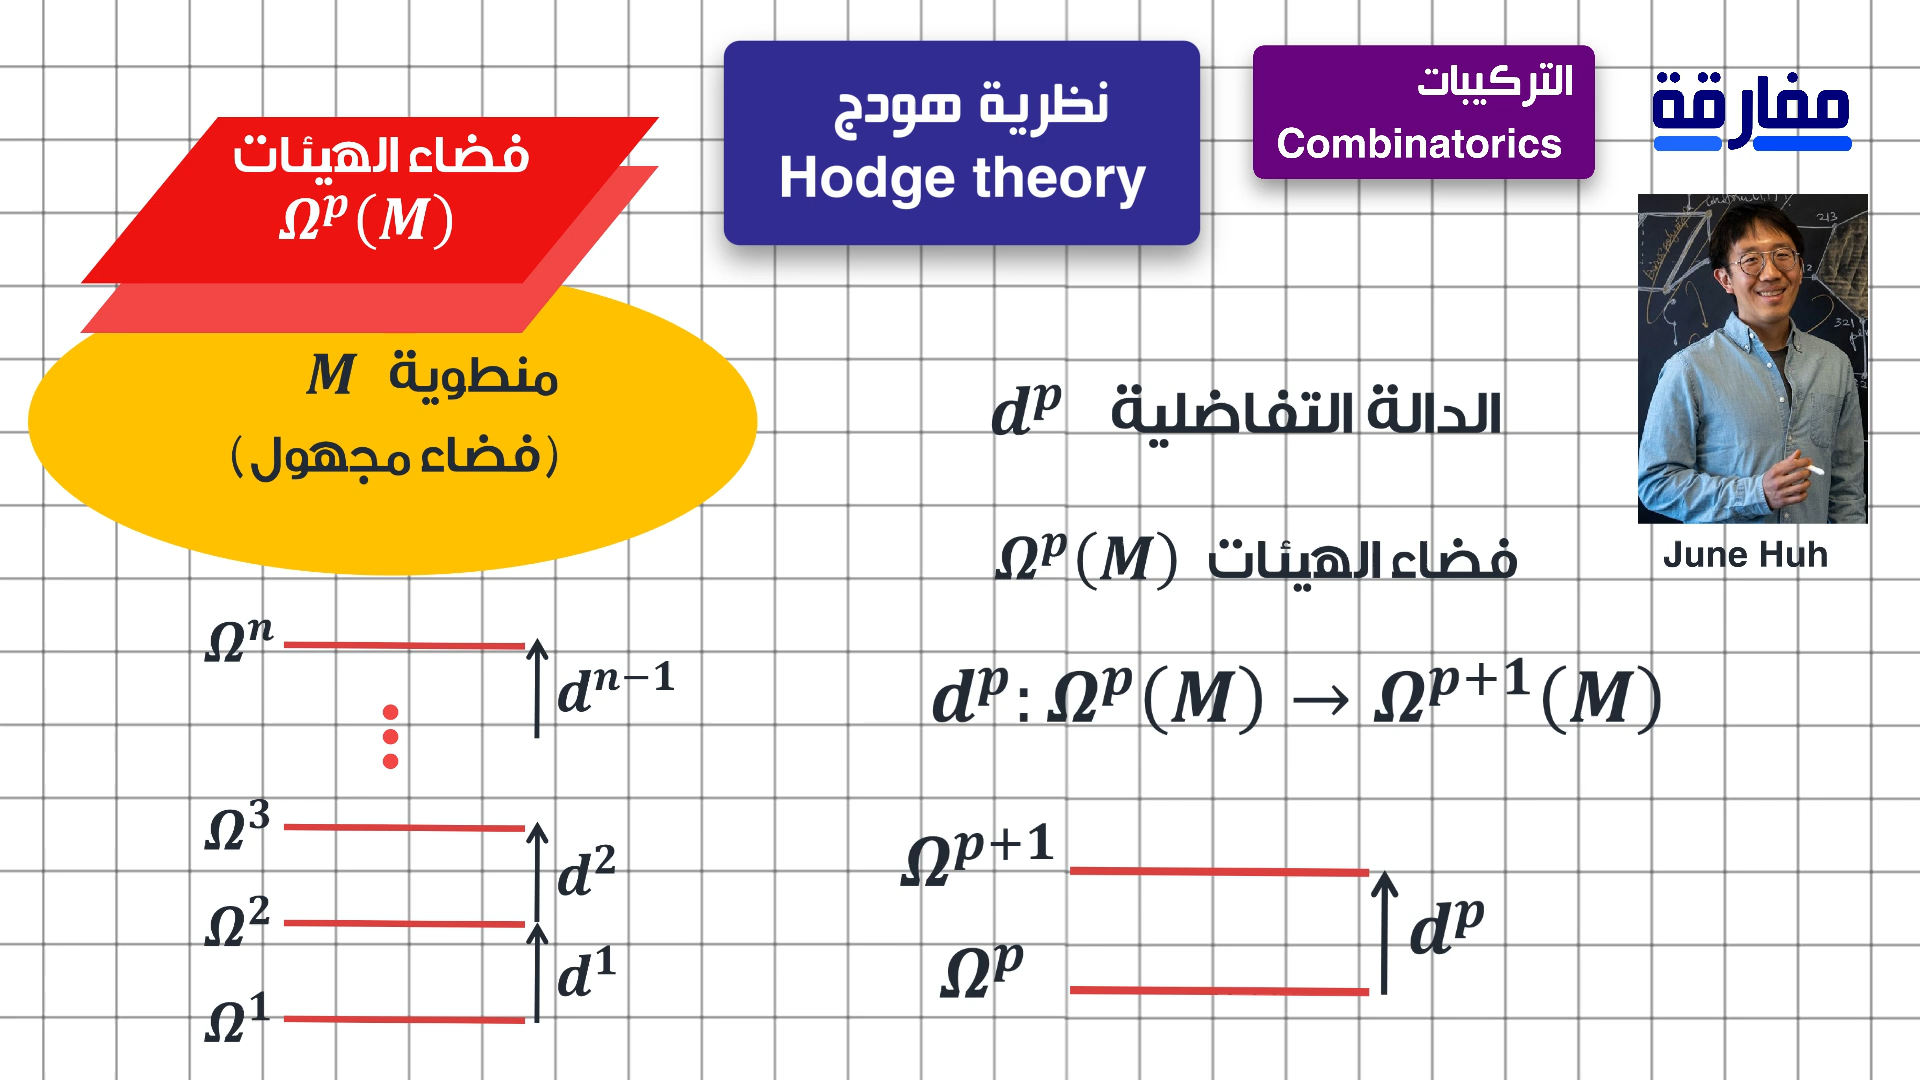 مفارقة
التركيبات
Combinatorics
نظرية هودج
Hodge theory
فضاء الهيئات
Ωᵖ(M)
منطوية M
(فضاء مجهول)
June Huh
الدالة التفاضلية dᵖ
فضاء الهيئات Ωᵖ(M)
dᵖ: Ωᵖ(M) → Ωᵖ⁺¹(M)
Ωᵖ⁺¹
dᵖ
Ωᵖ
Ωⁿ
dⁿ⁻¹
Ω³
d²
Ω²
d¹
Ω¹